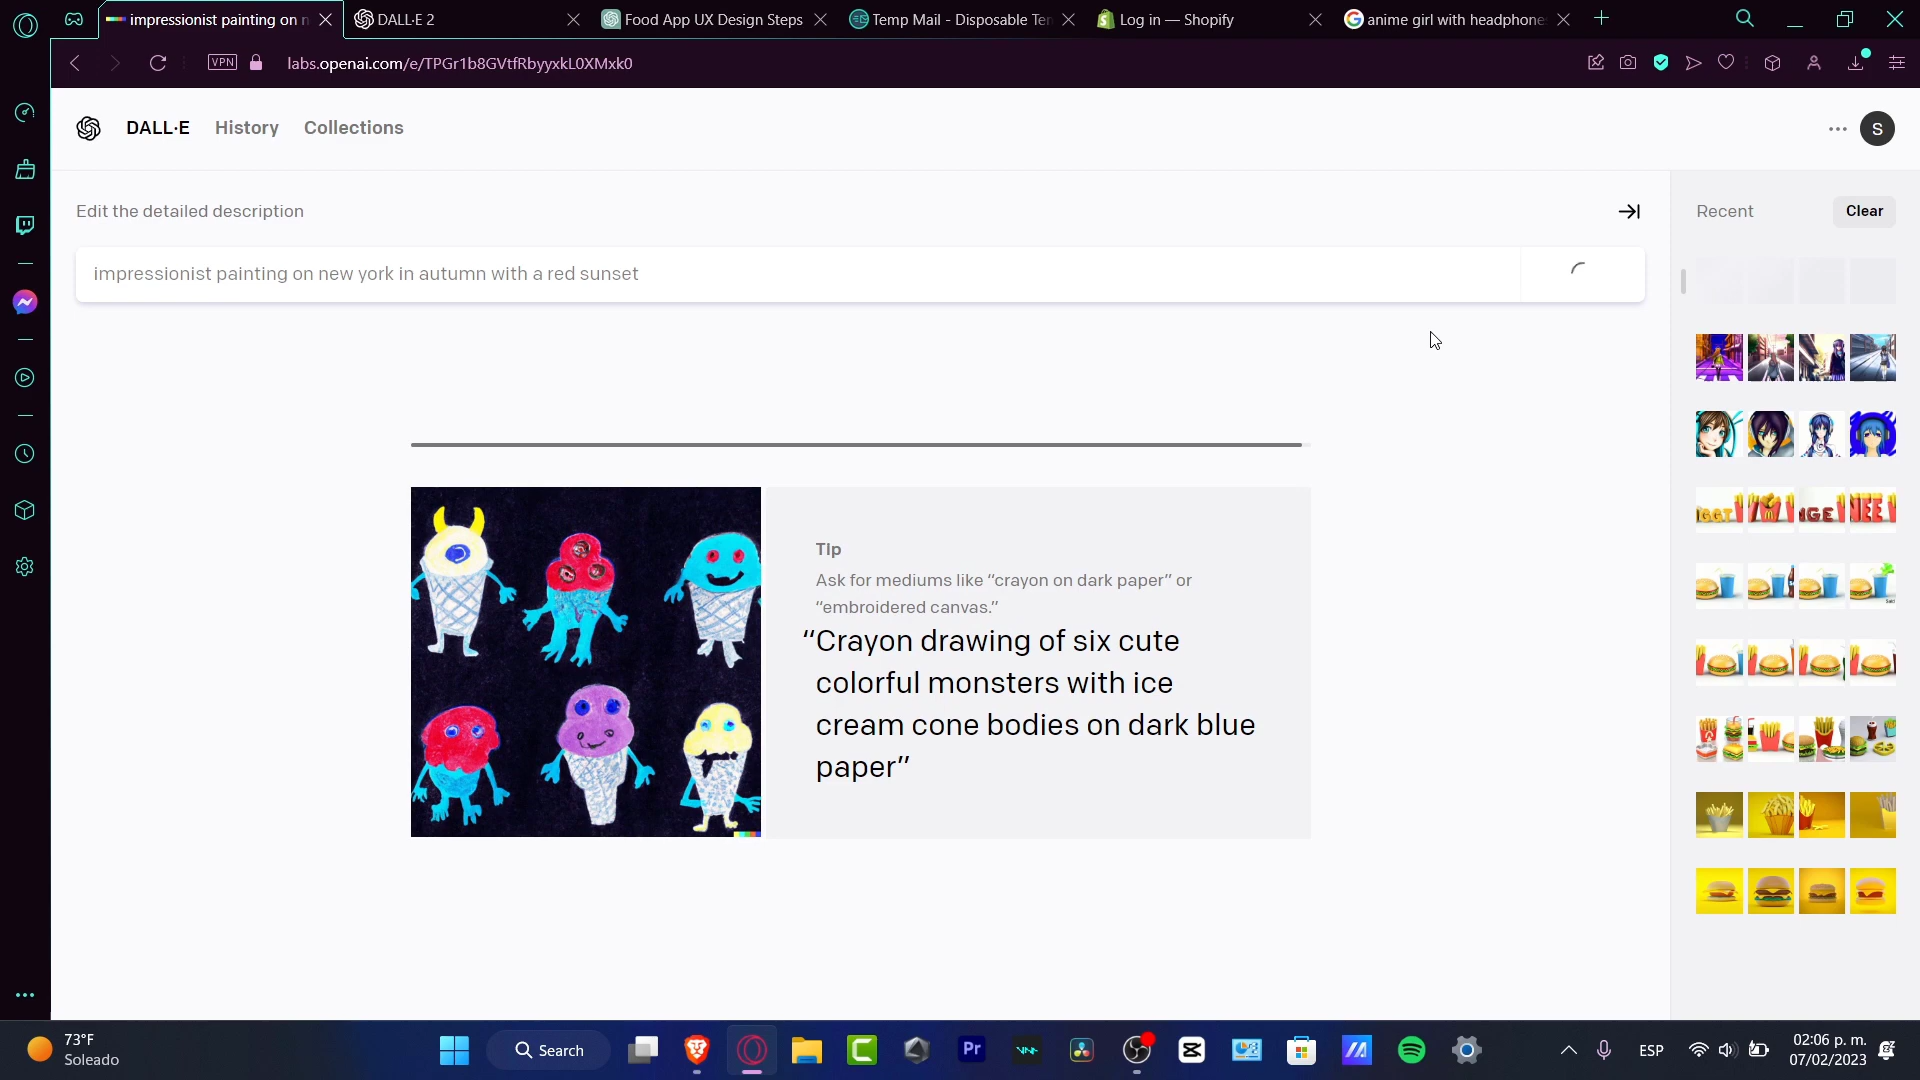 impressionist painting on n
DALL·E 2
Food App UX Design Steps
Temp Mail - Disposable Te
Log in — Shopify
anime girl with headphone
VPN
labs.openai.com/e/TPGr1b8GVtfRbyyxkL0XMxk0
DALL·E
History
Collections
S
Edit the detailed description
Recent
Clear
impressionist painting on new york in autumn with a red sunset
Tip
Ask for mediums like “crayon on dark paper” or
“embroidered canvas.”
“Crayon drawing of six cute
colorful monsters with ice
cream cone bodies on dark blue
paper”
73°F
Soleado
Search
Pr
ESP
02:06 p. m.
07/02/2023